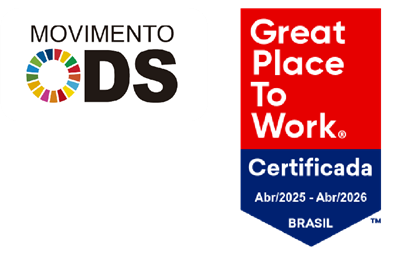 MOVIMENTO
ODS
Great
Place
To
Work®
Certificada
Abr/2025 - Abr/2026
BRASIL ™